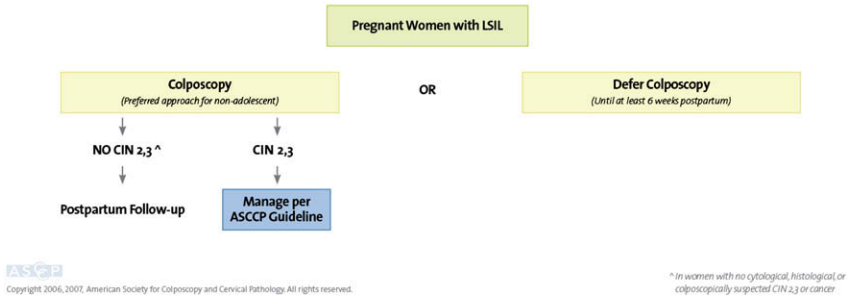 Pregnant Women with LSIL
Colposcopy
(Preferred approach for non-adolescent)
OR
Defer Colposcopy
(Until at least 6 weeks postpartum)
NO CIN 2,3 ^
CIN 2,3
Postpartum Follow-up
Manage per
ASCCP Guideline
ASCCP
Copyright 2006, 2007, American Society for Colposcopy and Cervical Pathology. All rights reserved.
^ In women with no cytological, histological, or
colposcopically suspected CIN 2,3 or cancer